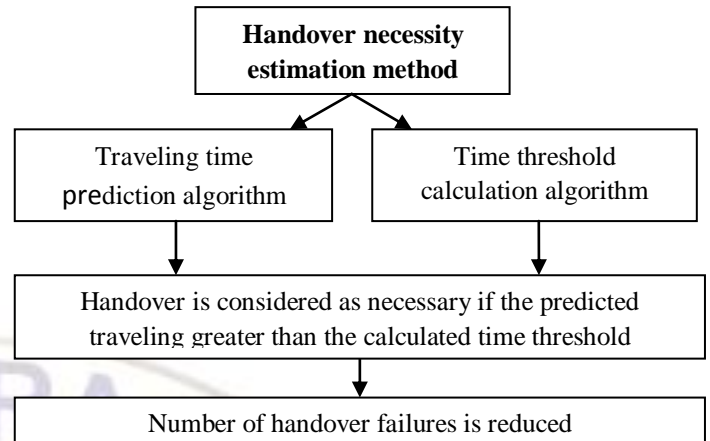 Handover necessity
estimation method
Traveling time
prediction algorithm
Time threshold
calculation algorithm
Handover is considered as necessary if the predicted
traveling greater than the calculated time threshold
Number of handover failures is reduced